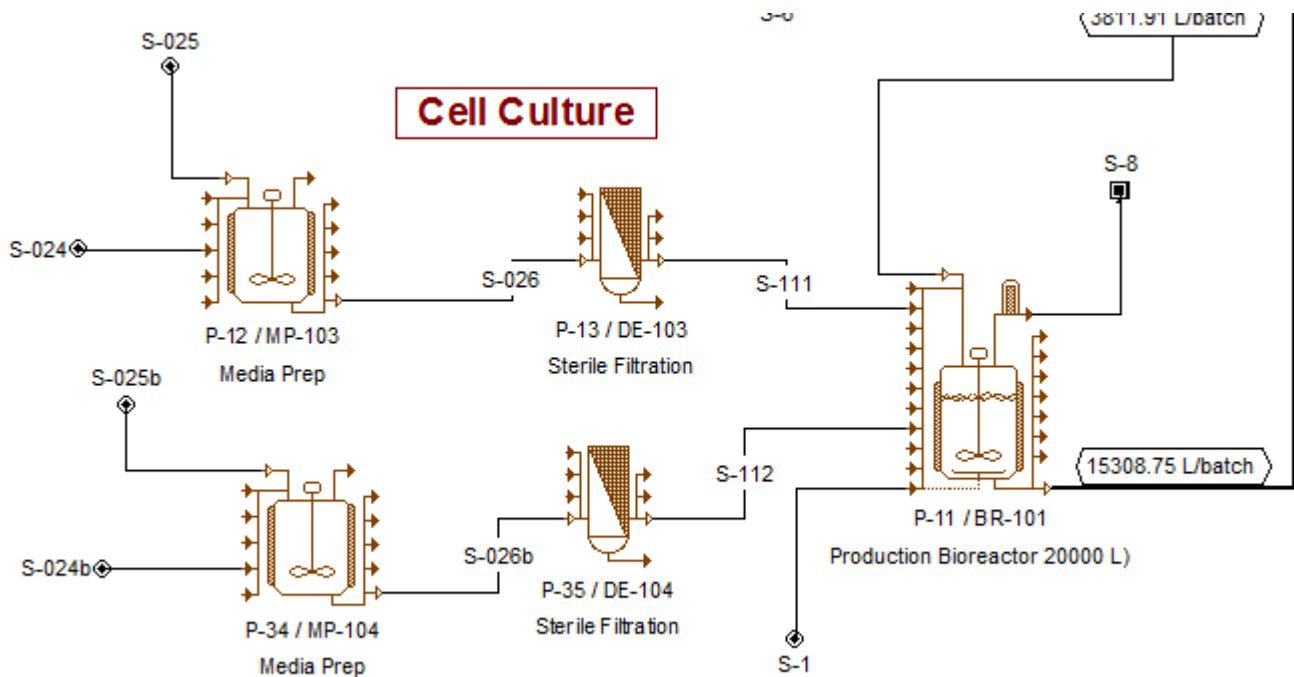 S-6
3811.91 L/batch
S-025
Cell Culture
S-8
S-024
S-026
S-111
P-12 / MP-103
Media Prep
P-13 / DE-103
Sterile Filtration
S-025b
S-112
15308.75 L/batch
P-11 / BR-101
Production Bioreactor 20000 L)
S-024b
S-026b
P-35 / DE-104
Sterile Filtration
P-34 / MP-104
Media Prep
S-1